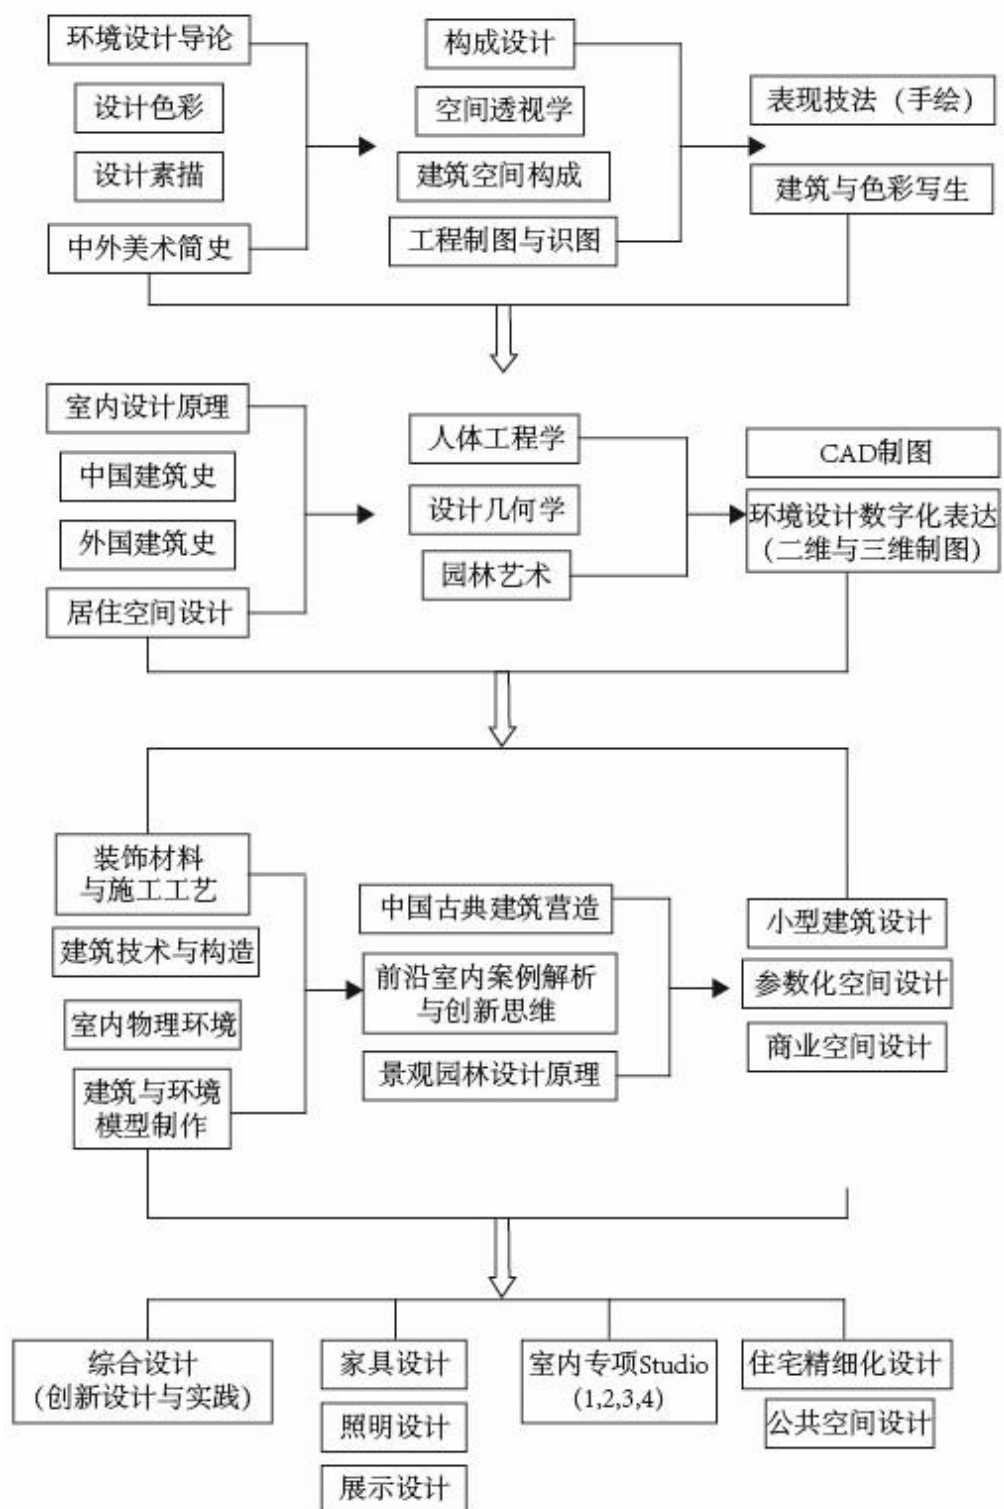 环境设计导论
设计色彩
设计素描
中外美术简史
构成设计
空间透视学
建筑空间构成
工程制图与识图
表现技法（手绘）
建筑与色彩写生
室内设计原理
中国建筑史
外国建筑史
居住空间设计
人体工程学
设计几何学
园林艺术
CAD制图
环境设计数字化表达
（二维与三维制图）
装饰材料
与施工工艺
建筑技术与构造
室内物理环境
建筑与环境
模型制作
中国古典建筑营造
前沿室内案例解析
与创新思维
景观园林设计原理
小型建筑设计
参数化空间设计
商业空间设计
综合设计
(创新设计与实践)
家具设计
照明设计
展示设计
室内专项Studio
(1,2,3,4)
住宅精细化设计
公共空间设计